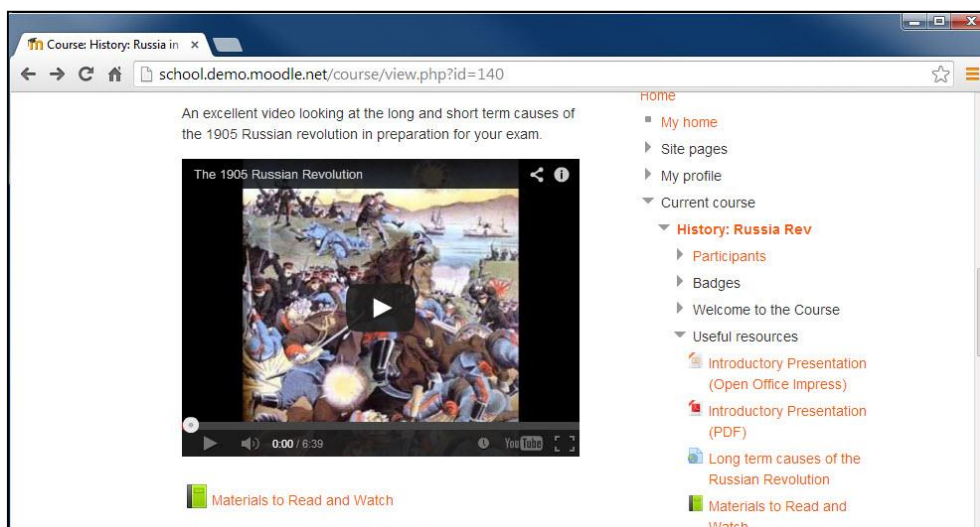 Course: History: Russia in
school.demo.moodle.net/course/view.php?id=140
An excellent video looking at the long and short term causes of
the 1905 Russian revolution in preparation for your exam.
The 1905 Russian Revolution
0:00 / 6:39
YouTube
Materials to Read and Watch
Home
My home
Site pages
My profile
Current course
History: Russia Rev
Participants
Badges
Welcome to the Course
Useful resources
Introductory Presentation
(Open Office Impress)
Introductory Presentation
(PDF)
Long term causes of the
Russian Revolution
Materials to Read and
Watch